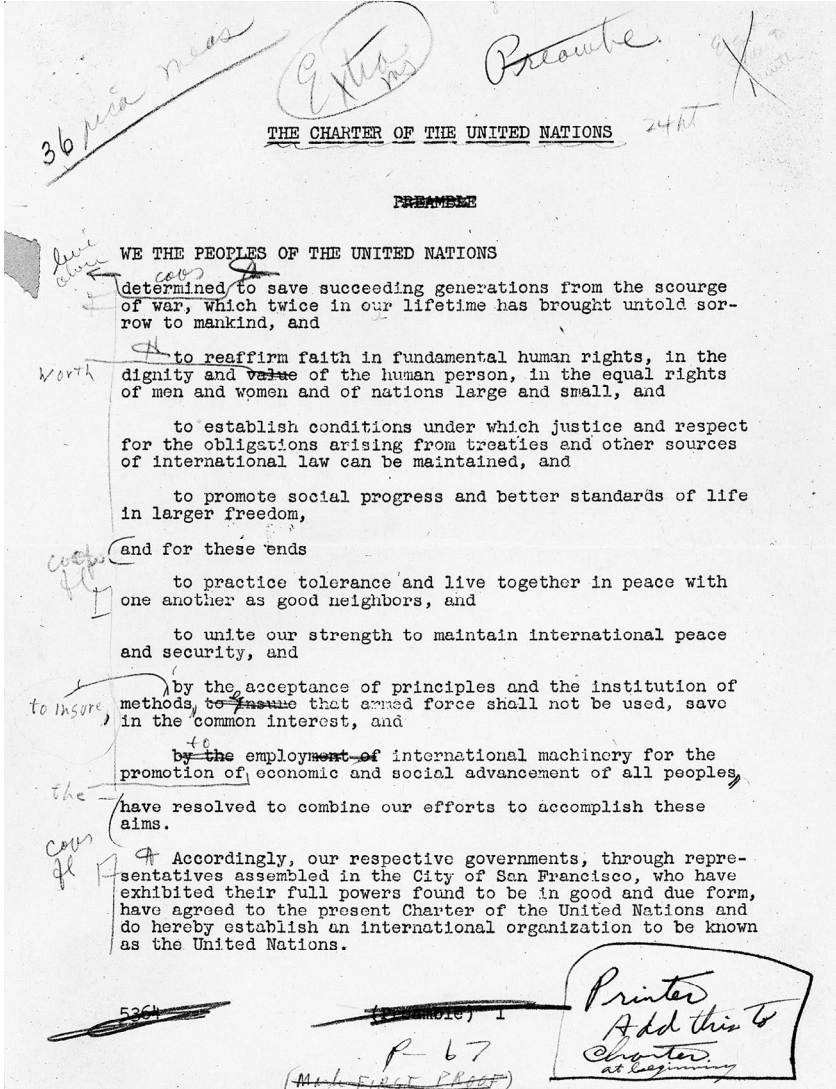 36 pica meas
Extra
ms
Preambe.
THE CHARTER OF THE UNITED NATIONS
24 pt
PREAMBLE
WE THE PEOPLES OF THE UNITED NATIONS
caps
determined to save succeeding generations from the scourge
of war, which twice in our lifetime has brought untold sor-
row to mankind, and
to reaffirm faith in fundamental human rights, in the
worth
dignity and value of the human person, in the equal rights
of men and women and of nations large and small, and
to establish conditions under which justice and respect
for the obligations arising from treaties and other sources
of international law can be maintained, and
to promote social progress and better standards of life
in larger freedom,
caps
fl
and for these ends
to practice tolerance and live together in peace with
one another as good neighbors, and
to unite our strength to maintain international peace
and security, and
by the acceptance of principles and the institution of
to insure,
methods, to insure that armed force shall not be used, save
in the common interest, and
to
by the employment of international machinery for the
promotion of economic and social advancement of all peoples,
the
have resolved to combine our efforts to accomplish these
aims.
caps
fl
Accordingly, our respective governments, through repre-
sentatives assembled in the City of San Francisco, who have
exhibited their full powers found to be in good and due form,
have agreed to the present Charter of the United Nations and
do hereby establish an international organization to be known
as the United Nations.
5364
(Preamble) 1
P-67
(Mark FIRST PROOF)
Printer
Add this to
Charter
at beginning